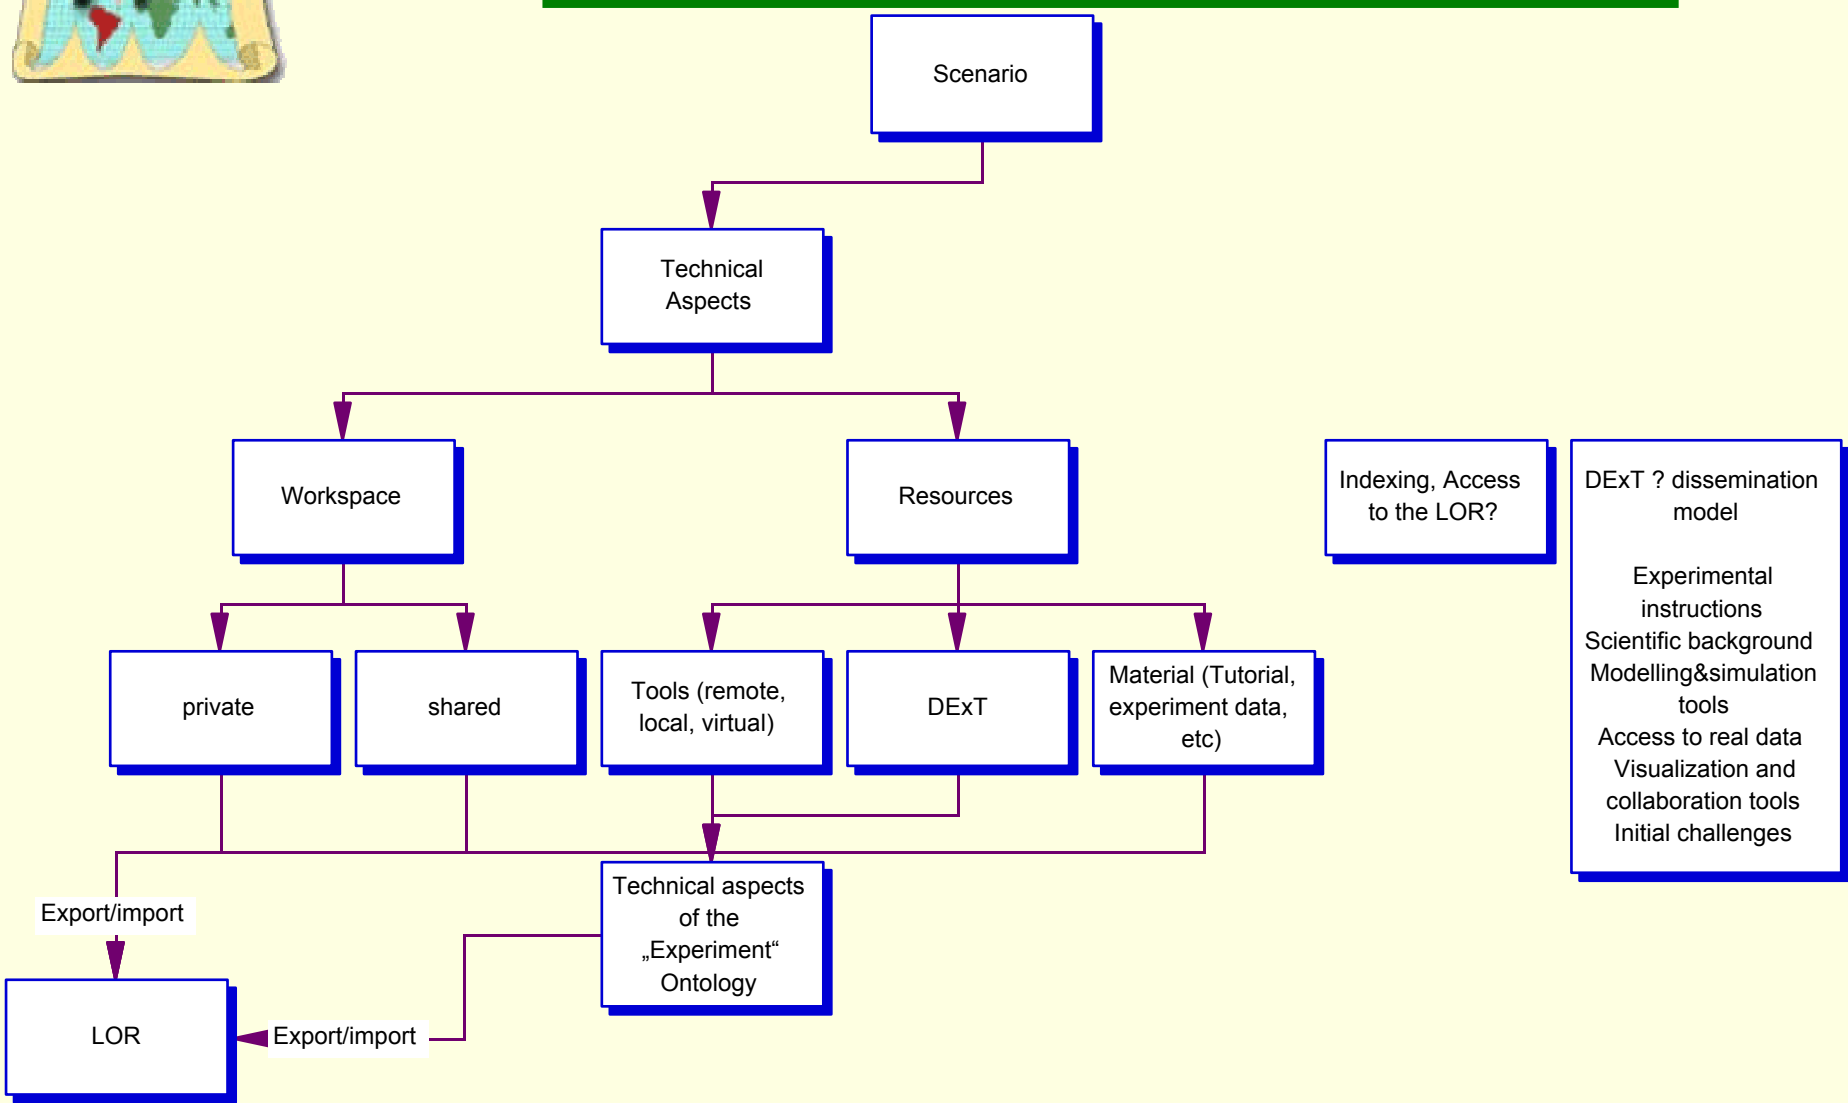 Scenario
Technical
Aspects
Workspace
Resources
Indexing, Access
to the LOR?
DExT ? dissemination
model
Experimental
instructions
Scientific background
Modelling&simulation
tools
Access to real data
Visualization and
collaboration tools
Initial challenges
private
shared
Tools (remote,
local, virtual)
DExT
Material (Tutorial,
experiment data,
etc)
Technical aspects
of the
„Experiment“
Ontology
Export/import
LOR
Export/import